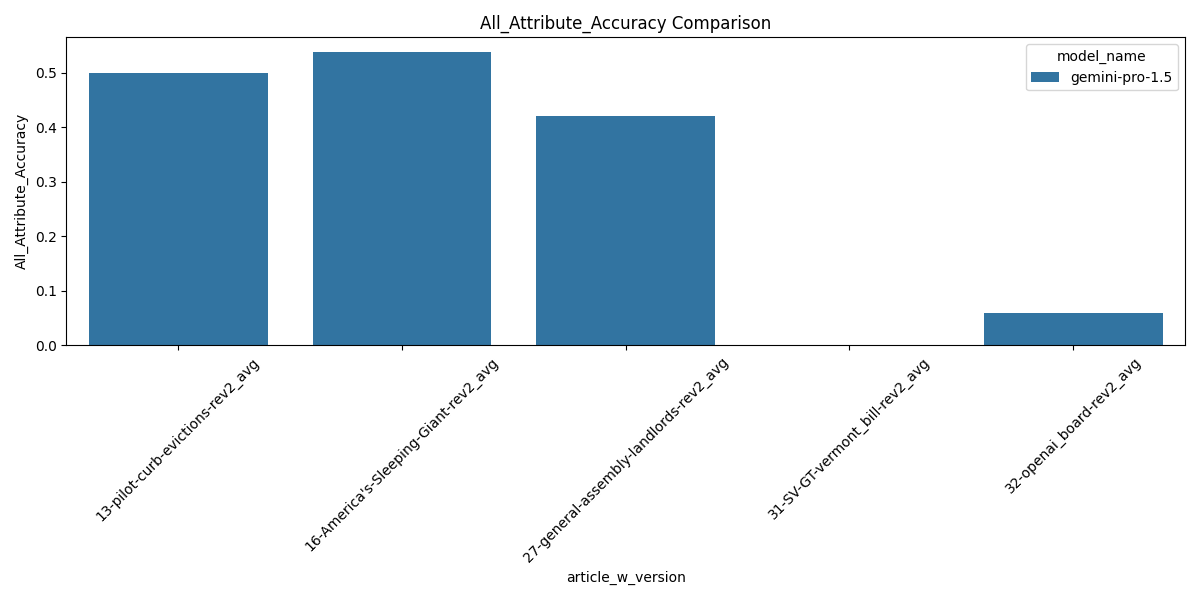 All_Attribute_Accuracy Comparison
model_name
gemini-pro-1.5
All_Attribute_Accuracy
0.5
0.4
0.3
0.2
0.1
0.0
13-pilot-curb-evictions-rev2_avg
16-America's-Sleeping-Giant-rev2_avg
27-general-assembly-landlords-rev2_avg
31-SV-GT-vermont_bill-rev2_avg
32-openai_board-rev2_avg
article_w_version